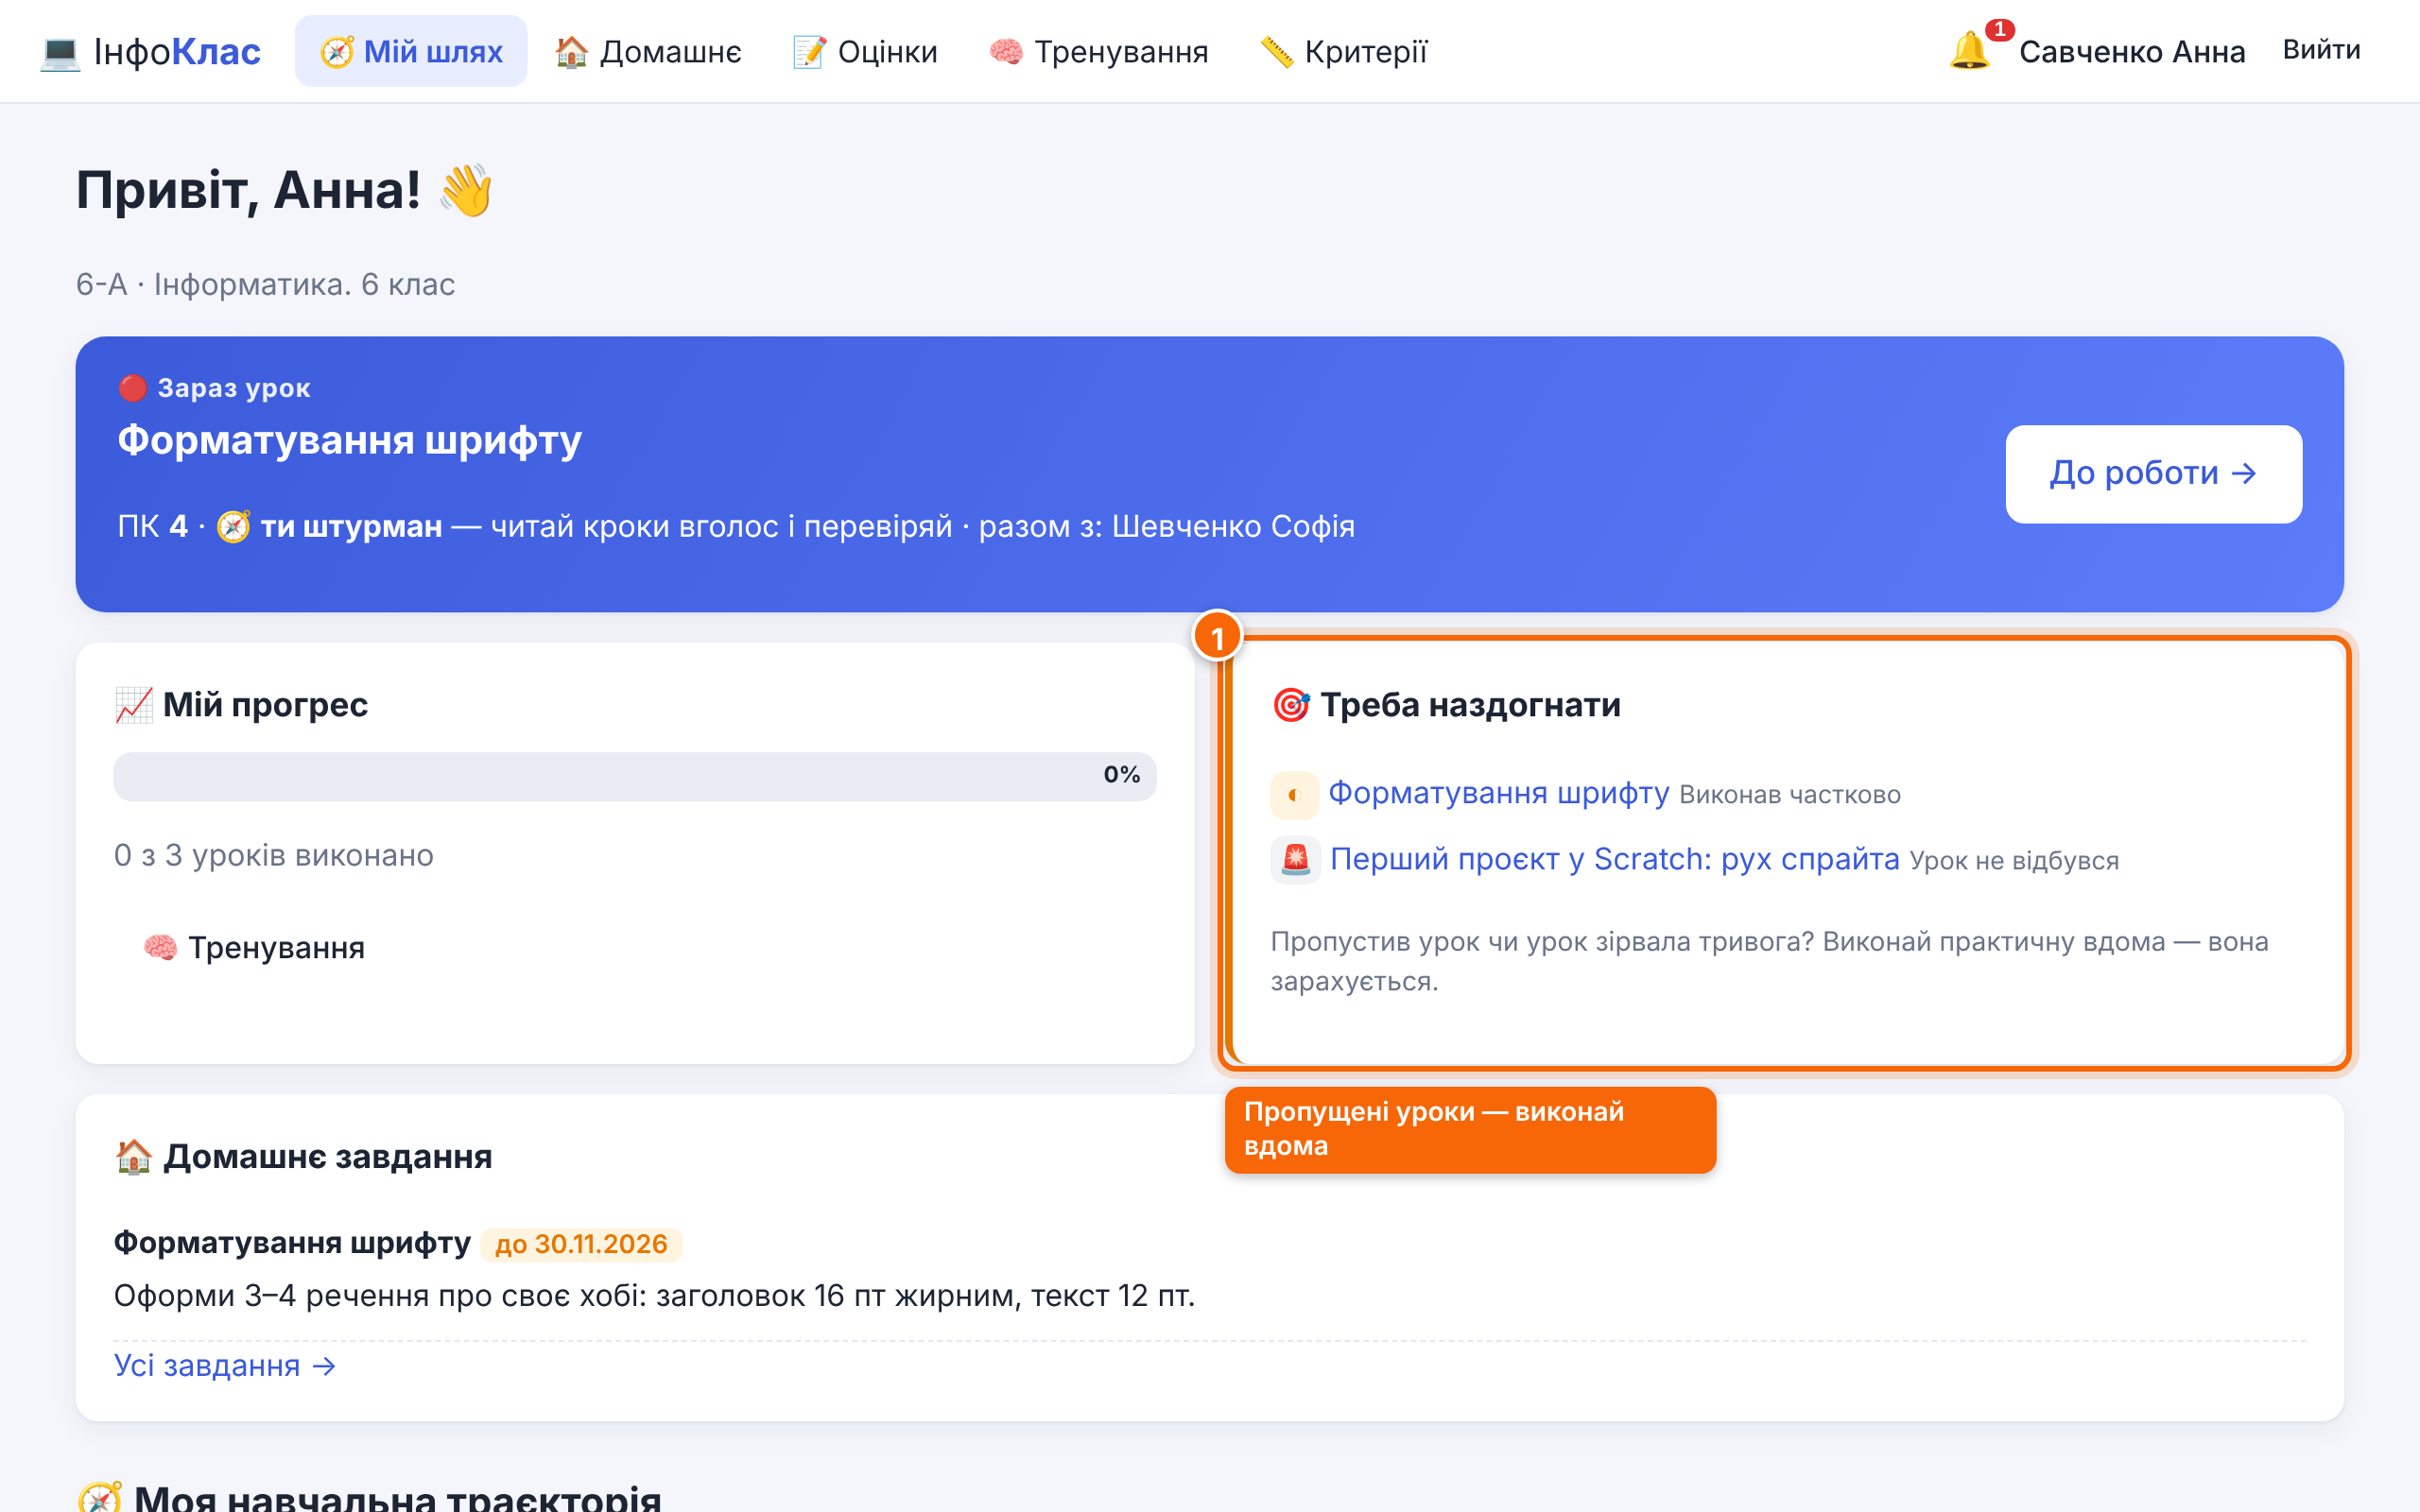 ІнфоКлас
Мій шлях
Домашнє
Оцінки
Тренування
Критерії
1
Савченко Анна
Вийти
Привіт, Анна!
6-А · Інформатика. 6 клас
Зараз урок
Форматування шрифту
ПК 4 · ти штурман — читай кроки вголос і перевіряй · разом з: Шевченко Софія
До роботи →
Мій прогрес
0%
0 з 3 уроків виконано
Тренування
1
Треба наздогнати
Форматування шрифту Виконав частково
Перший проєкт у Scratch: рух спрайта Урок не відбувся
Пропустив урок чи урок зірвала тривога? Виконай практичну вдома — вона
зарахується.
Пропущені уроки — виконай
вдома
Домашнє завдання
Форматування шрифту до 30.11.2026
Оформи 3–4 речення про своє хобі: заголовок 16 пт жирним, текст 12 пт.
Усі завдання →
Моя навчальна траєкторія